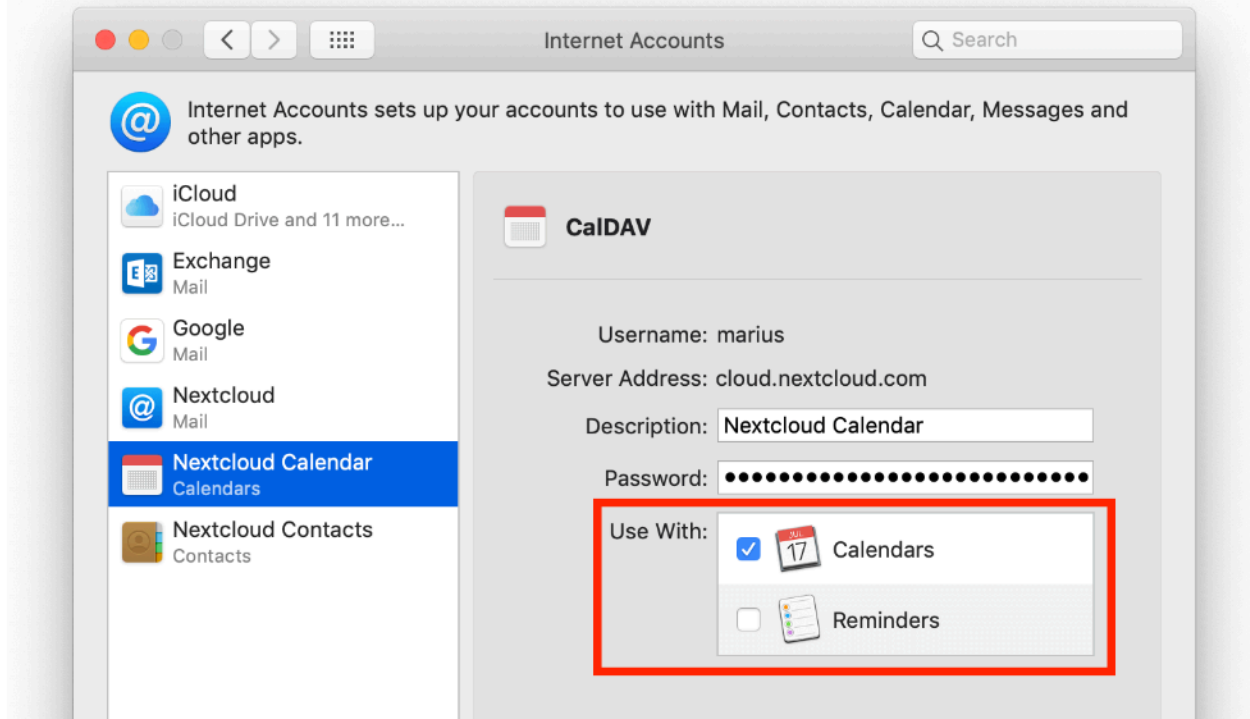 Internet Accounts
Search
Internet Accounts sets up your accounts to use with Mail, Contacts, Calendar, Messages and
other apps.
iCloud
iCloud Drive and 11 more...
Exchange
Mail
Google
Mail
Nextcloud
Mail
Nextcloud Calendar
Calendars
Nextcloud Contacts
Contacts
CalDAV
Username: marius
Server Address: cloud.nextcloud.com
Description: Nextcloud Calendar
Password: ●●●●●●●●●●●●●●●●●●●●●●●●●●●
Use With:
JUL
17
Calendars
Reminders